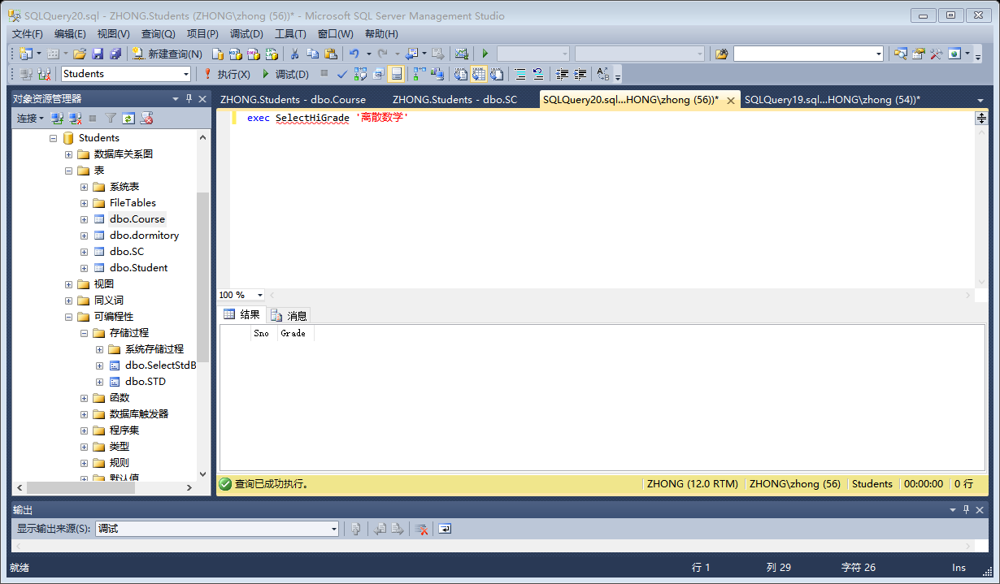 SQLQuery20.sql - ZHONG.Students (ZHONG\zhong (56))* - Microsoft SQL Server Management Studio
文件(F) 编辑(E) 视图(V) 查询(Q) 项目(P) 调试(D) 工具(T) 窗口(W) 帮助(H)
新建查询(N)
Students 执行(X) 调试(D)
对象资源管理器
连接
Students
数据库关系图
表
系统表
FileTables
dbo.Course
dbo.dormitory
dbo.SC
dbo.Student
视图
同义词
可编程性
存储过程
系统存储过程
dbo.SelectStdB
dbo.STD
函数
数据库触发器
程序集
类型
规则
默认值
ZHONG.Students - dbo.Course ZHONG.Students - dbo.SC SQLQuery20.sql...HONG\zhong (56))* SQLQuery19.sql...HONG\zhong (54))*
exec SelectHiGrade '离散数学'
100 %
结果 消息
Sno Grade
查询已成功执行。 ZHONG (12.0 RTM) ZHONG\zhong (56) Students 00:00:00 0 行
输出
显示输出来源(S): 调试
就绪 行 1 列 29 字符 26 Ins